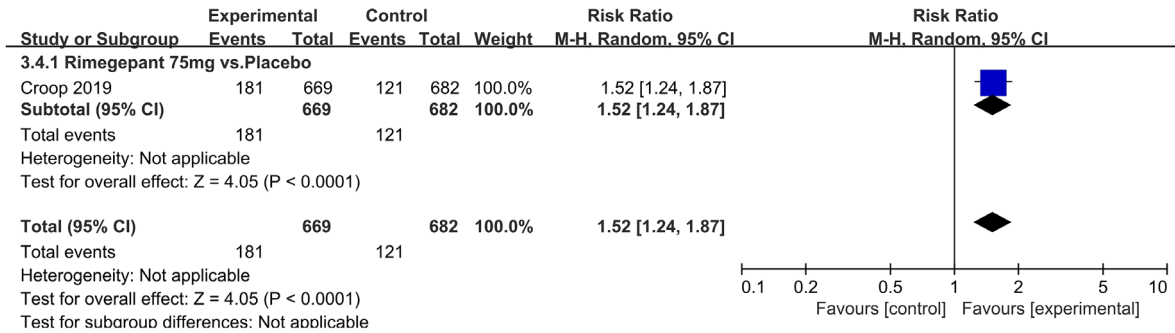 Experimental Control Risk Ratio Risk Ratio
Study or Subgroup Events Total Events Total Weight M-H, Random, 95% CI M-H, Random, 95% CI
3.4.1 Rimegepant 75mg vs.Placebo
Croop 2019 181 669 121 682 100.0% 1.52 [1.24, 1.87]
Subtotal (95% CI) 669 682 100.0% 1.52 [1.24, 1.87]
Total events 181 121
Heterogeneity: Not applicable
Test for overall effect: Z = 4.05 (P < 0.0001)
Total (95% CI) 669 682 100.0% 1.52 [1.24, 1.87]
Total events 181 121
Heterogeneity: Not applicable
0.1 0.2 0.5 1 2 5 10
Test for overall effect: Z = 4.05 (P < 0.0001)
Favours [control] Favours [experimental]
Test for subgroup differences: Not applicable